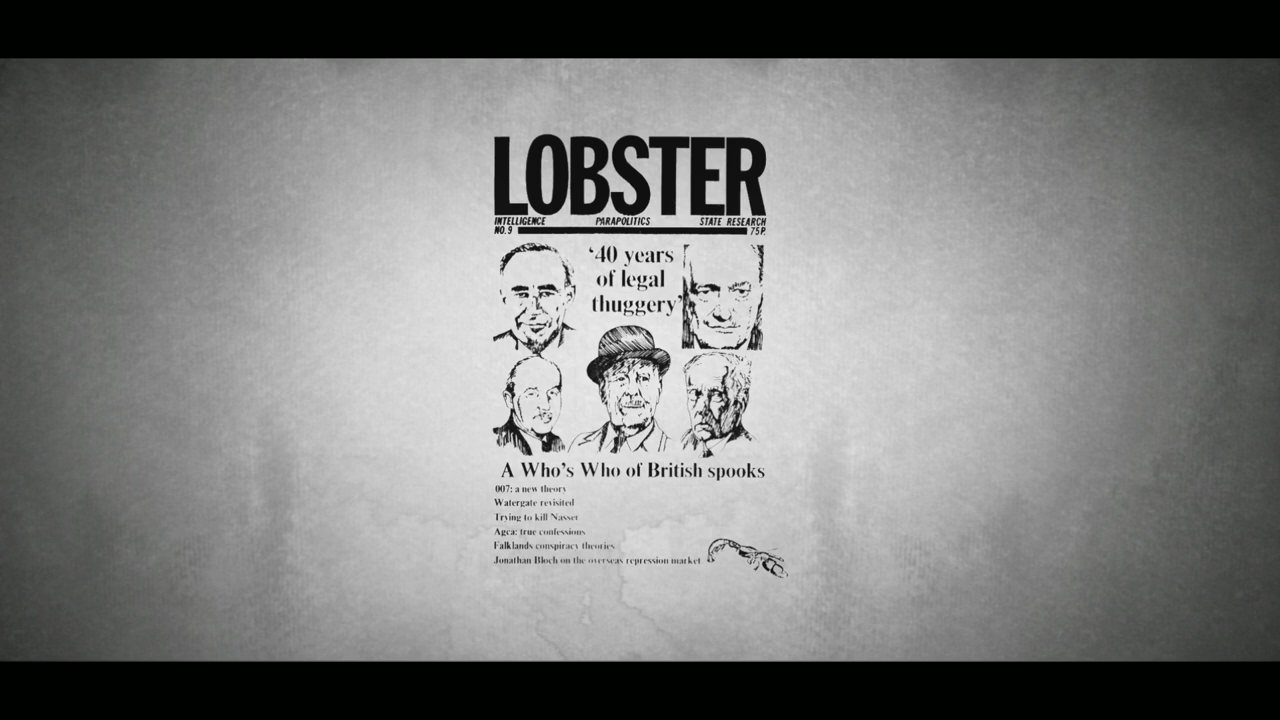 LOBSTER
INTELLIGENCE PARAPOLITICS STATE RESEARCH
NO. 9 75P.
‘40 years
of legal
thuggery’
A Who’s Who of British spooks
007: a new theory
Watergate revisited
Trying to kill Nasser
Agca: true confessions
Falklands conspiracy theories
Jonathan Bloch on the overseas repression market